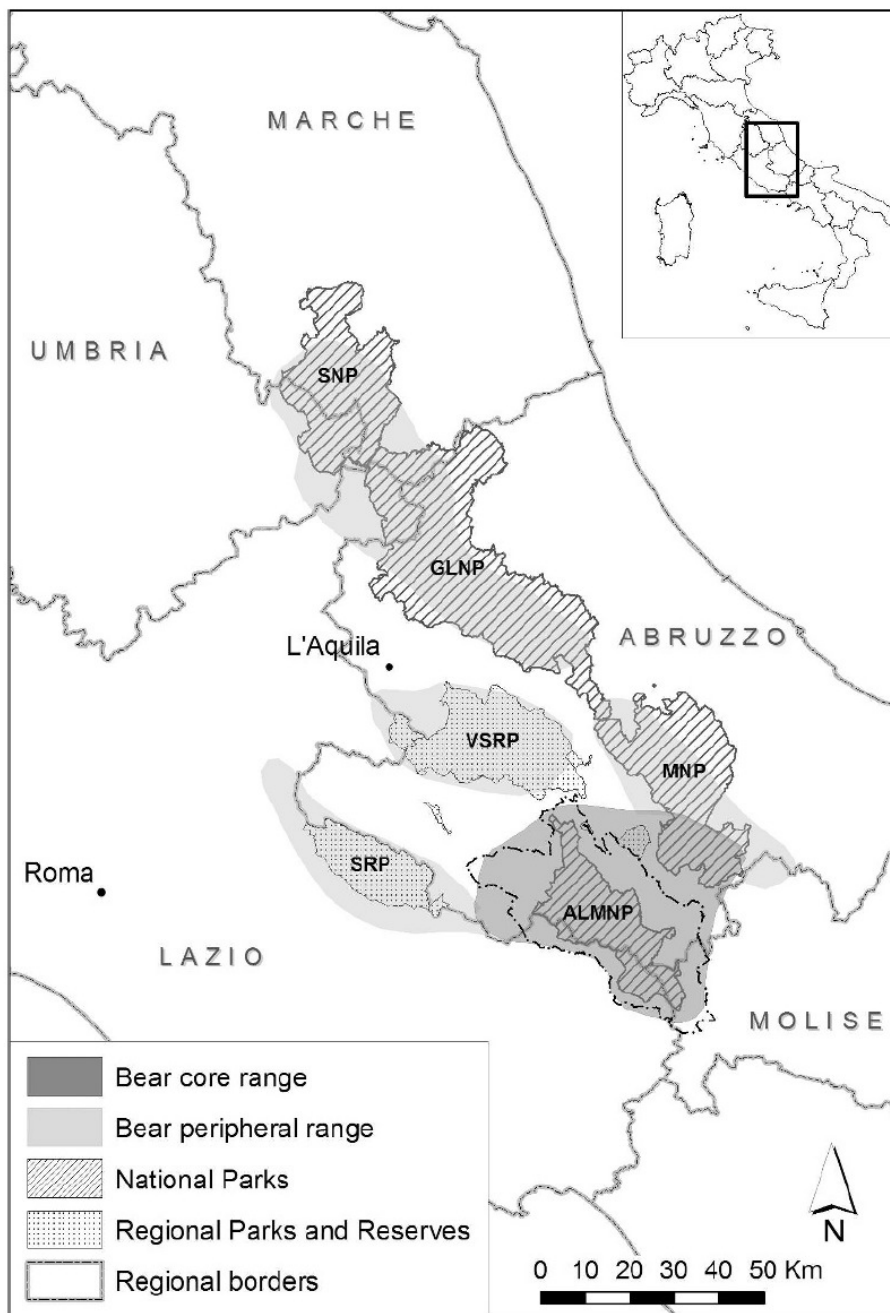 MARCHE
UMBRIA
SNP
GLNP
ABRUZZO
L'Aquila
VSRP
MNP
SRP
Roma
ALMNP
LAZIO
MOLISE
Bear core range
Bear peripheral range
National Parks
Regional Parks and Reserves
Regional borders
N
0 10 20 30 40 50 Km